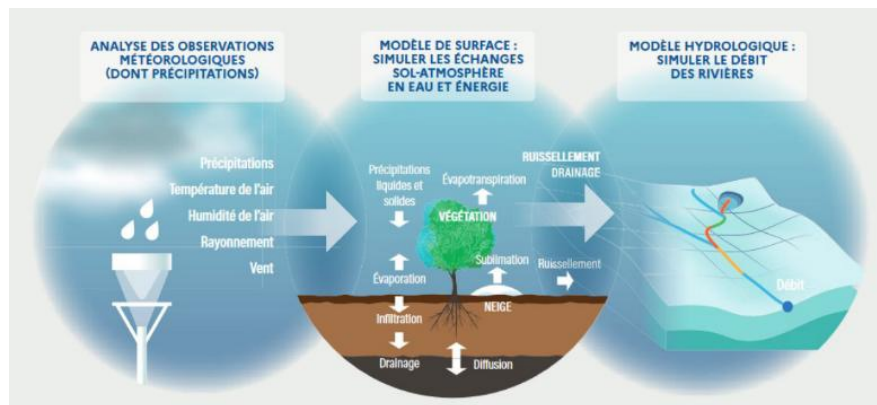 ANALYSE DES OBSERVATIONS
MÉTÉOROLOGIQUES
(DONT PRÉCIPITATIONS)
Précipitations
Température de l'air
Humidité de l'air
Rayonnement
Vent
MODÈLE DE SURFACE :
SIMULER LES ÉCHANGES
SOL-ATMOSPHÈRE
EN EAU ET ÉNERGIE
Précipitations
liquides et
solides
Évapotranspiration
VÉGÉTATION
Évaporation
Sublimation
Ruissellement
NEIGE
Infiltration
Drainage
Diffusion
RUISSELLEMENT
DRAINAGE
MODÈLE HYDROLOGIQUE :
SIMULER LE DÉBIT
DES RIVIÈRES
Débit